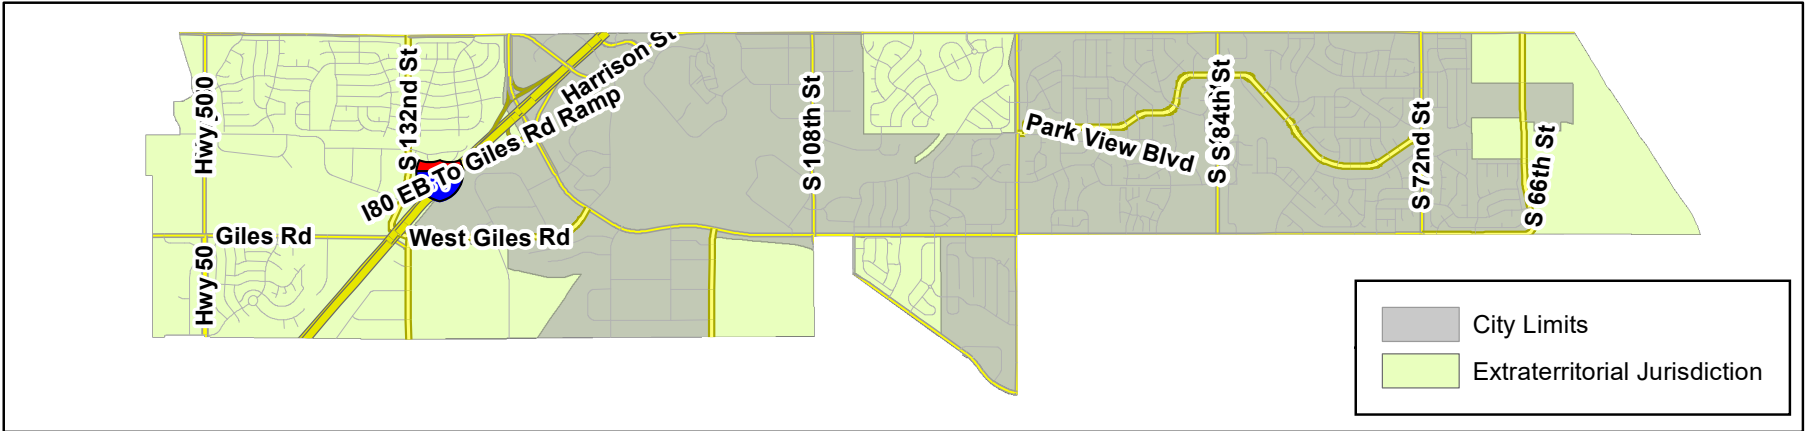 Harrison St
S 132nd St
Hwy 50
S 108th St
S 84th St
I80 EB To Giles Rd Ramp
Park View Blvd
S 72nd St
S 66th St
Giles Rd
West Giles Rd
Hwy 50
City Limits
Extraterritorial Jurisdiction